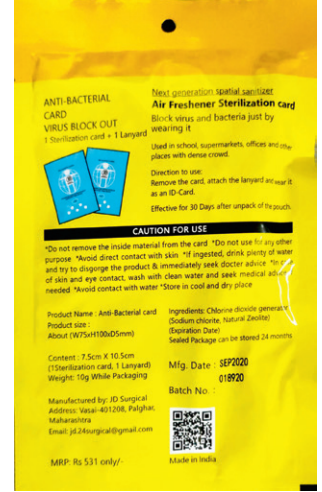 ANTI-BACTERIAL
CARD
VIRUS BLOCK OUT
1 Sterilization card + 1 Lanyard
Next generation spatial sanitizer
Air Freshener Sterilization card
Block virus and bacteria just by
wearing it
Used in school, supermarkets, offices and other
places with dense crowd.
Direction to use:
Remove the card, attach the lanyard and wear it
as an ID-Card.
Effective for 30 Days after unpack of the pouch.
CAUTION FOR USE
*Do not remove the inside material from the card *Do not use for any other
purpose *Avoid direct contact with skin *If ingested, drink plenty of water
and try to disgorge the product & immediately seek docter advice *In
of skin and eye contact, wash with clean water and seek medical
needed *Avoid contact with water *Store in cool and dry place
Product Name : Anti-Bacterial card
Product size :
About (W75xH100xD5mm)
Content : 7.5cm X 10.5cm
(1Sterilization card, 1 Lanyard)
Weight: 10g While Packaging
Manufactured by: JD Surgical
Address: Vasai-401208, Palghar,
Maharashtra
Email: jd.24surgical@gmail.com
MRP: Rs 531 only/-
Ingredients: Chlorine dioxide generator
(Sodium chlorite, Natural Zeolite)
(Expiration Date)
Sealed Package can be stored 24 months
Mfg. Date : SEP2020
018920
Batch No. :
Made in India